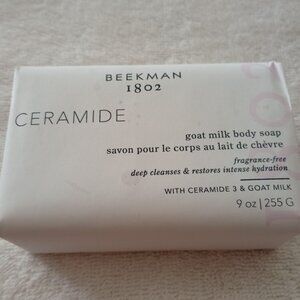 BEEKMAN
1802
CERAMIDE
goat milk body soap
savon pour le corps au lait de chèvre
fragrance-free
deep cleanses & restores intense hydration
WITH CERAMIDE 3 & GOAT MILK
9 oz | 255 G